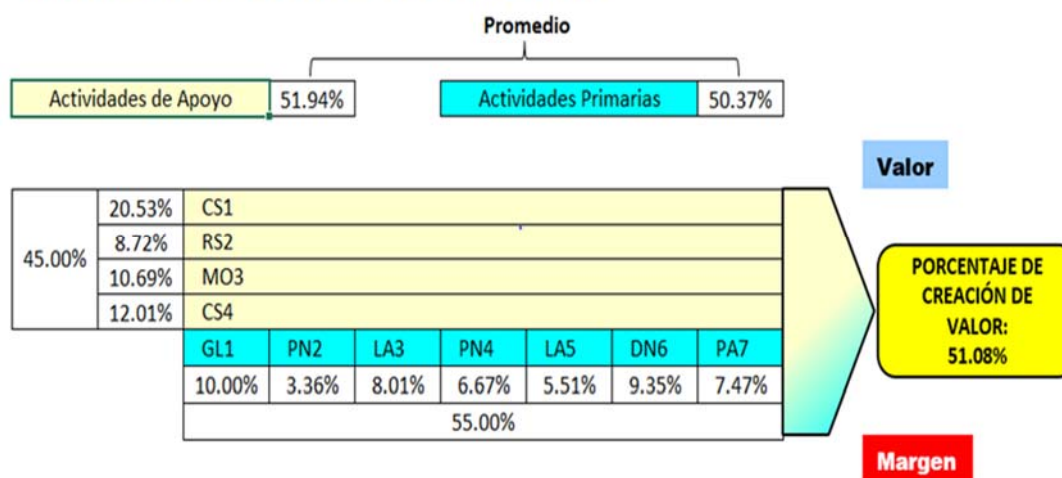 Promedio
Actividades de Apoyo 51.94% Actividades Primarias 50.37%
Valor
45.00%
20.53% CS1
8.72% RS2
10.69% MO3
12.01% CS4
GL1 PN2 LA3 PN4 LA5 DN6 PA7
10.00% 3.36% 8.01% 6.67% 5.51% 9.35% 7.47%
55.00%
PORCENTAJE DE
CREACIÓN DE
VALOR:
51.08%
Margen